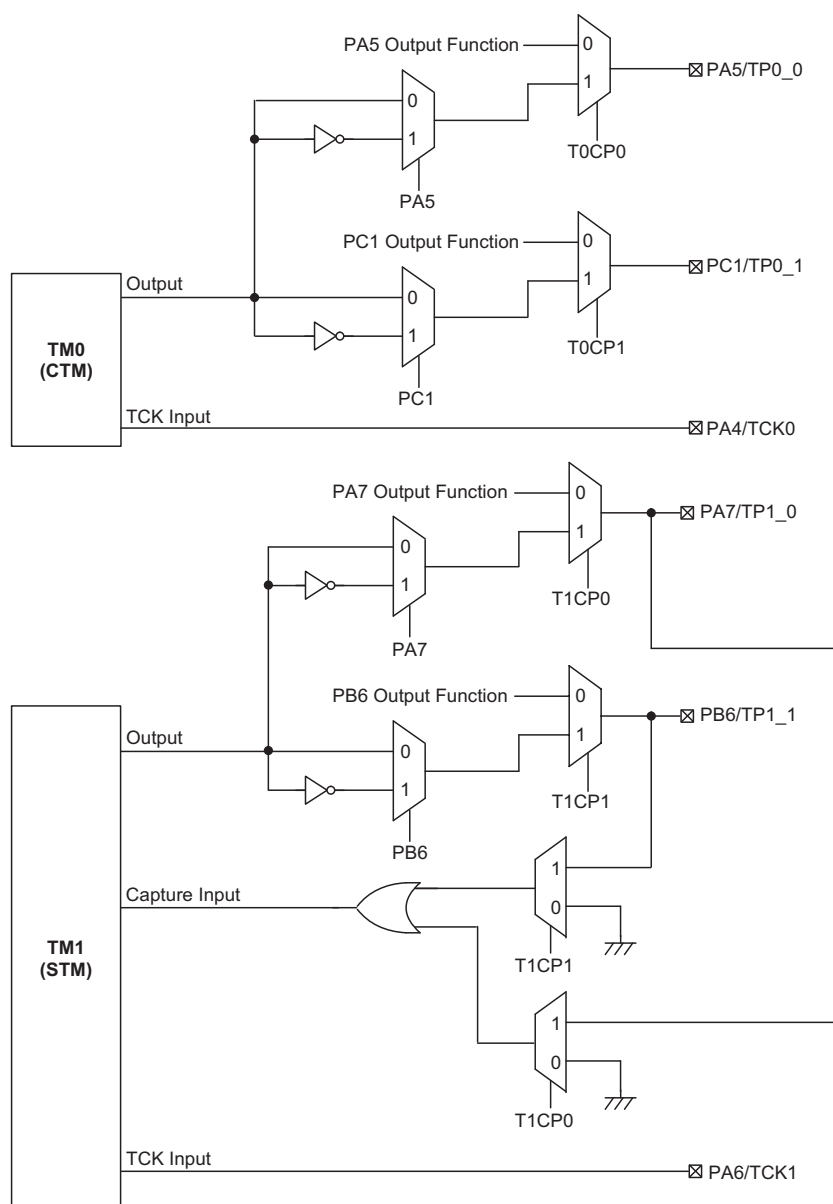 PA5 Output Function
0
1
PA5/TP0_0
T0CP0
0
1
PA5
PC1 Output Function
0
1
PC1/TP0_1
T0CP1
Output
0
1
PC1
TM0
(CTM)
TCK Input
PA4/TCK0
PA7 Output Function
0
1
PA7/TP1_0
T1CP0
0
1
PA7
PB6 Output Function
0
1
PB6/TP1_1
T1CP1
Output
0
1
PB6
Capture Input
1
0
T1CP1
TM1
(STM)
1
0
T1CP0
TCK Input
PA6/TCK1